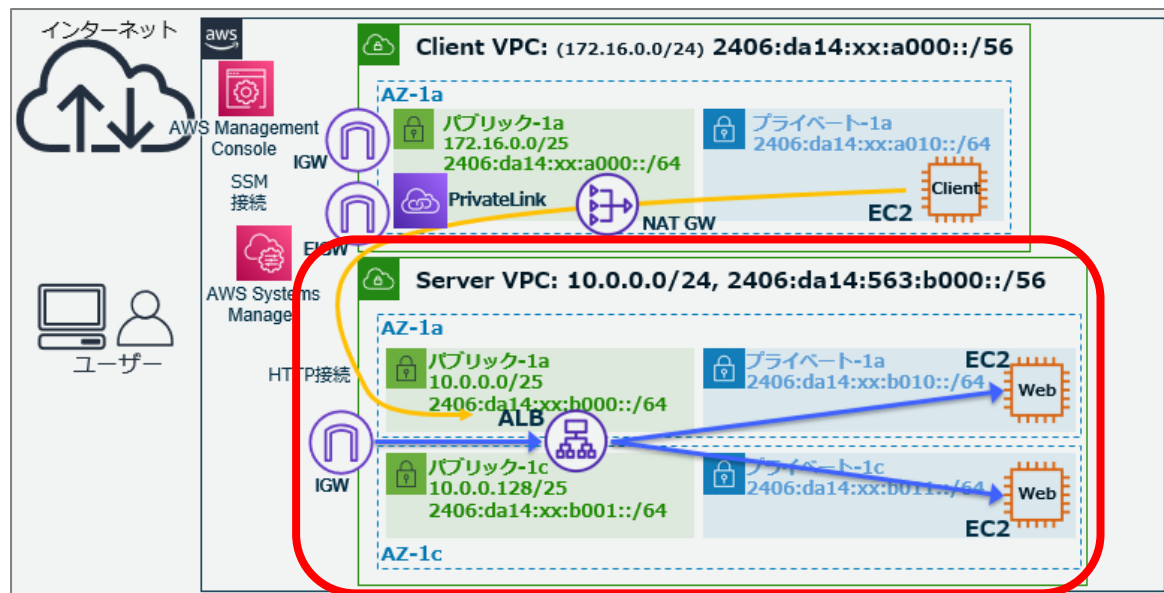 インターネット
aws
Client VPC: (172.16.0.0/24) 2406:da14:xx:a000::/56
AZ-1a
パブリック-1a
172.16.0.0/25
2406:da14:xx:a000::/64
プライベート-1a
2406:da14:xx:a010::/64
AWS Management
Console
IGW
SSM
接続
PrivateLink
NAT GW
Client
EC2
EIGW
AWS Systems
Manager
ユーザー
Server VPC: 10.0.0.0/24, 2406:da14:563:b000::/56
AZ-1a
パブリック-1a
10.0.0.0/25
2406:da14:xx:b000::/64
プライベート-1a
2406:da14:xx:b010::/64
EC2
Web
HTTP接続
ALB
IGW
パブリック-1c
10.0.0.128/25
2406:da14:xx:b001::/64
プライベート-1c
2406:da14:xx:b011::/64
Web
EC2
AZ-1c